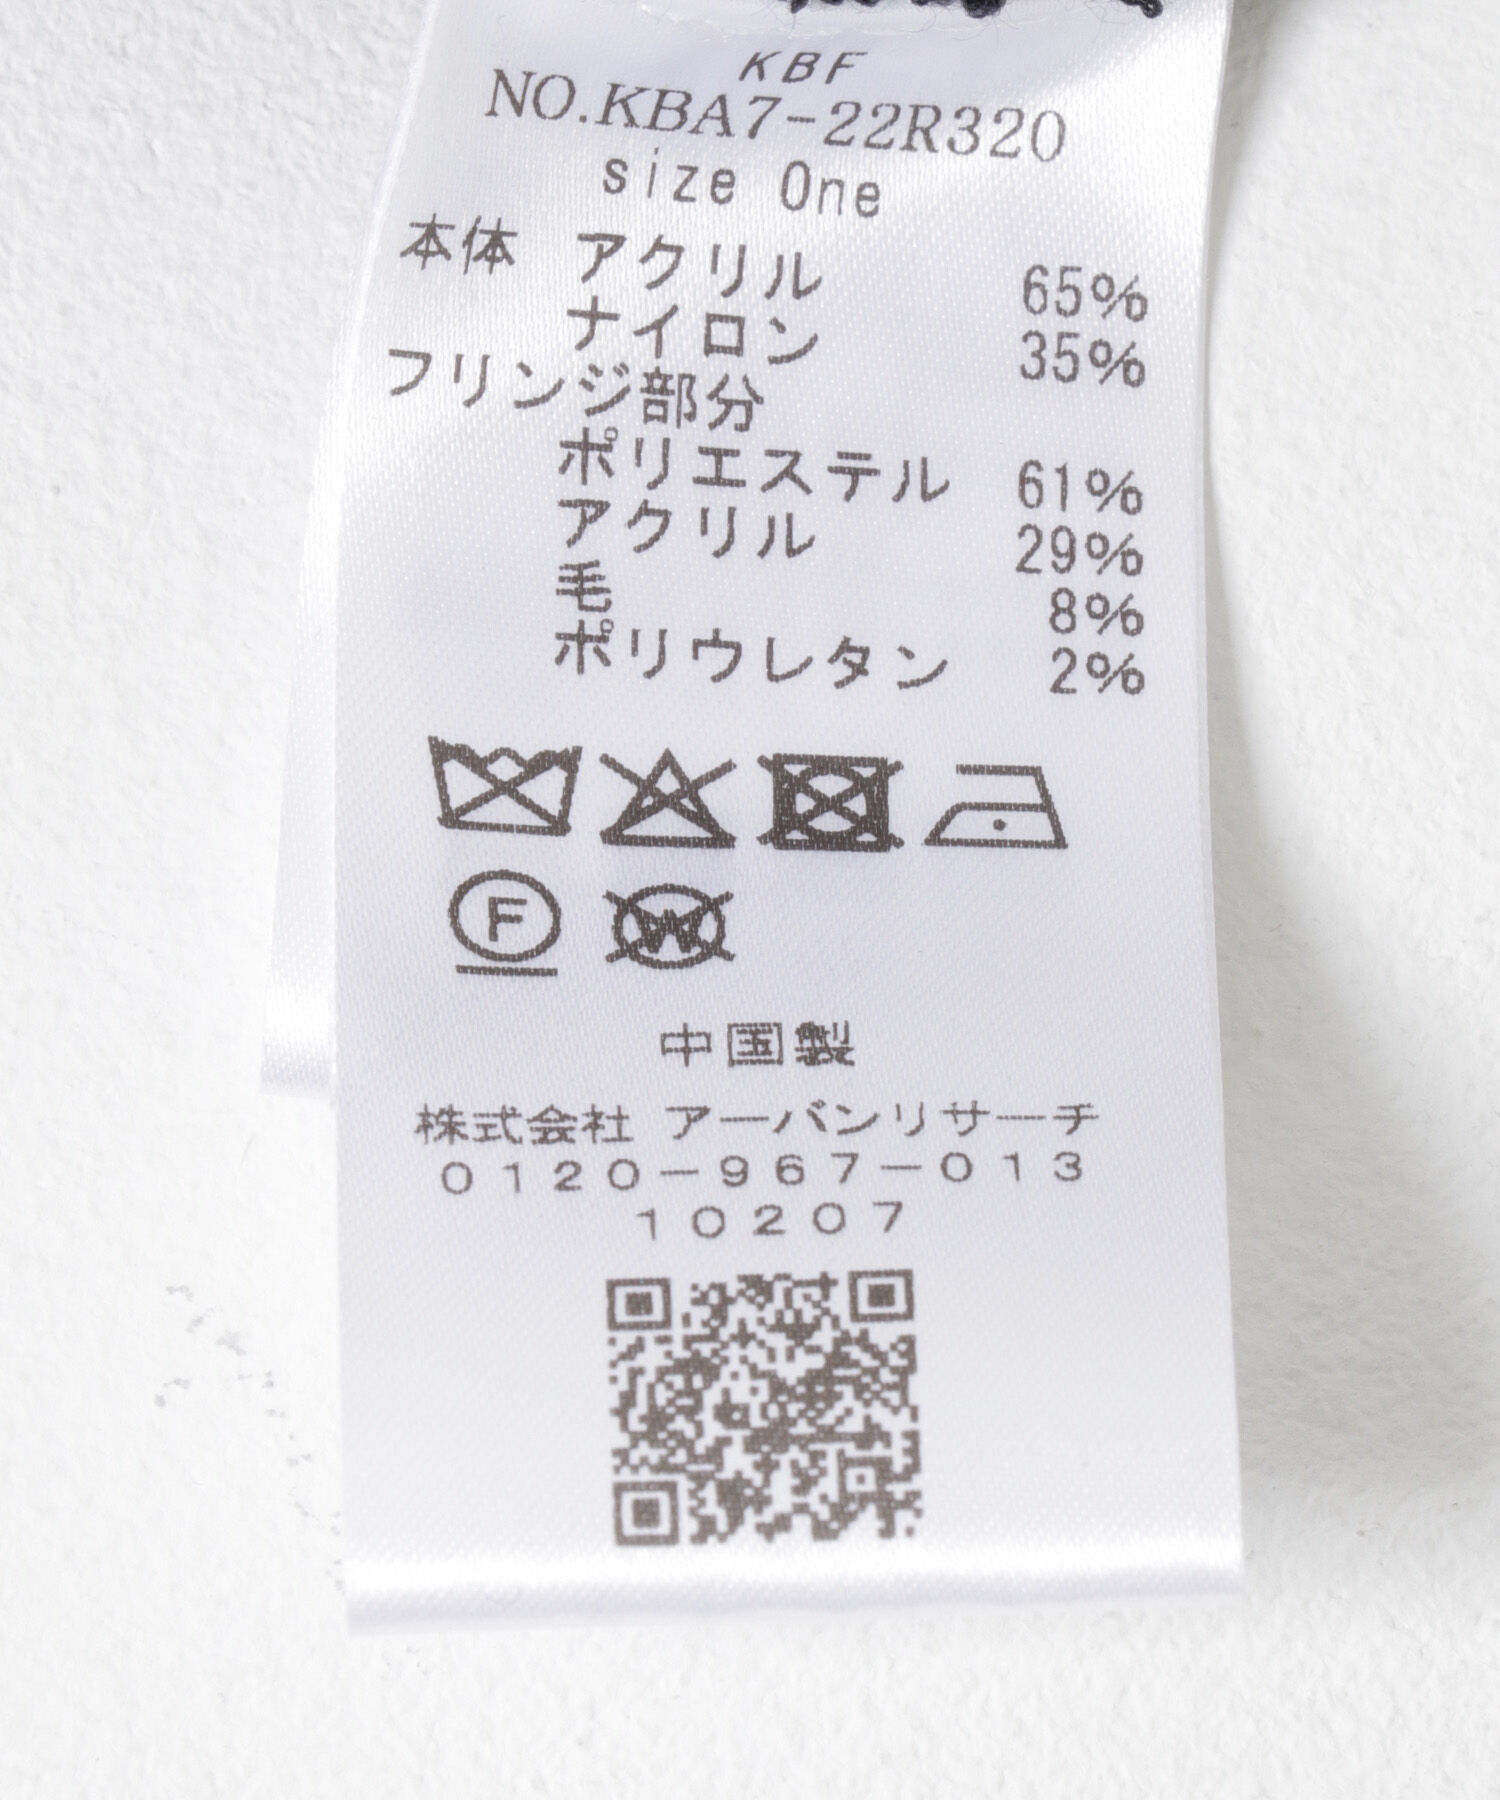 KBF
NO.KBA7-22R320
size One
本体 アクリル 65%
ナイロン 35%
フリンジ部分
ポリエステル 61%
アクリル 29%
毛 8%
ポリウレタン 2%
F
W
中国製
株式会社 アーバンリサーチ
0120-967-013
10207